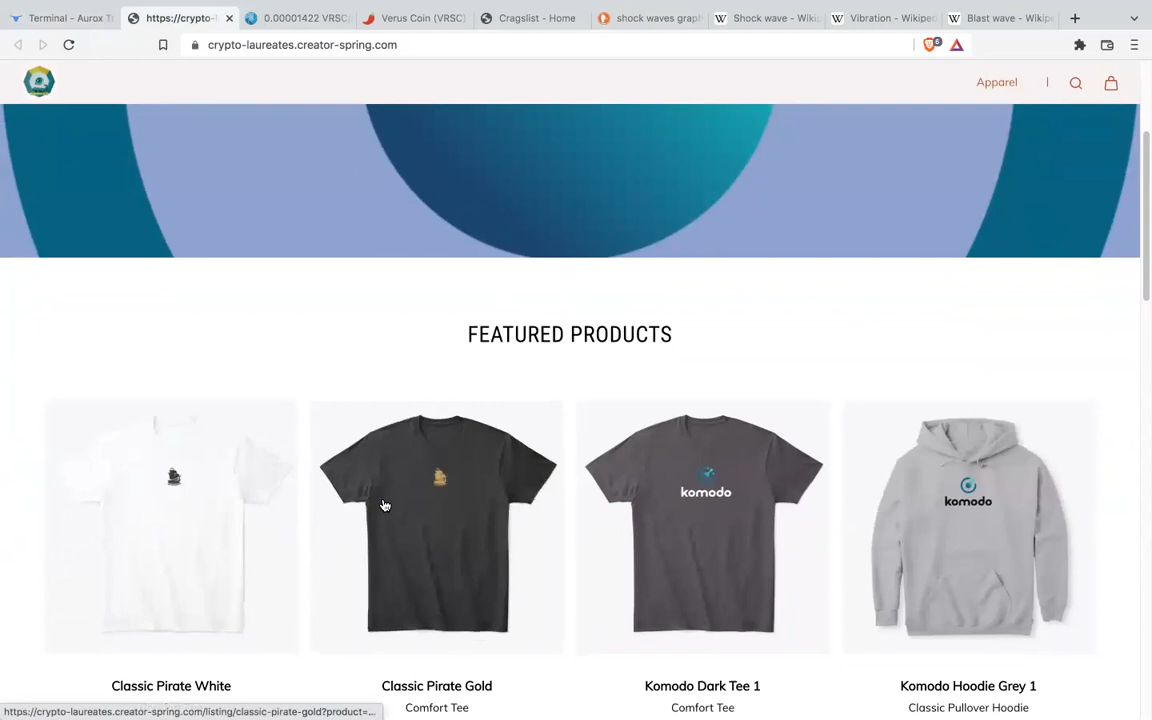 Terminal - Aurox T
https://crypto-l
0.00001422 VRSC
Verus Coin (VRSC)
Cragslist - Home
shock waves grap
Shock wave - Wiki
Vibration - Wikiped
Blast wave - Wikip
crypto-laureates.creator-spring.com
6
Apparel
FEATURED PRODUCTS
komodo
komodo
Classic Pirate White
Classic Pirate Gold
Komodo Dark Tee 1
Komodo Hoodie Grey 1
Comfort Tee
Comfort Tee
Classic Pullover Hoodie
https://crypto-laureates.creator-spring.com/listing/classic-pirate-gold?product=...